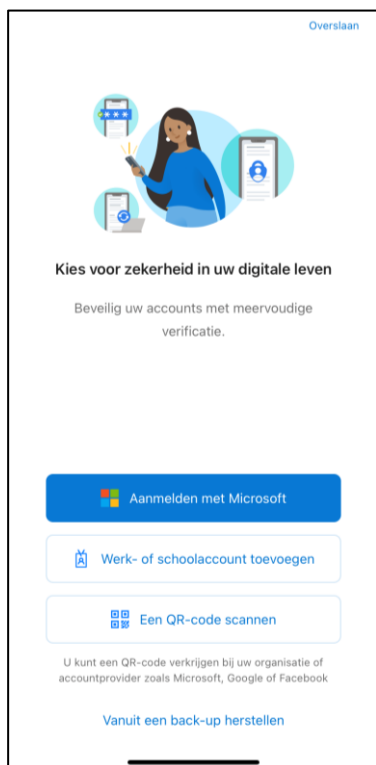 Overslaan
Kies voor zekerheid in uw digitale leven
Beveilig uw accounts met meervoudige
verificatie.
Aanmelden met Microsoft
Werk- of schoolaccount toevoegen
Een QR-code scannen
U kunt een QR-code verkrijgen bij uw organisatie of
accountprovider zoals Microsoft, Google of Facebook
Vanuit een back-up herstellen